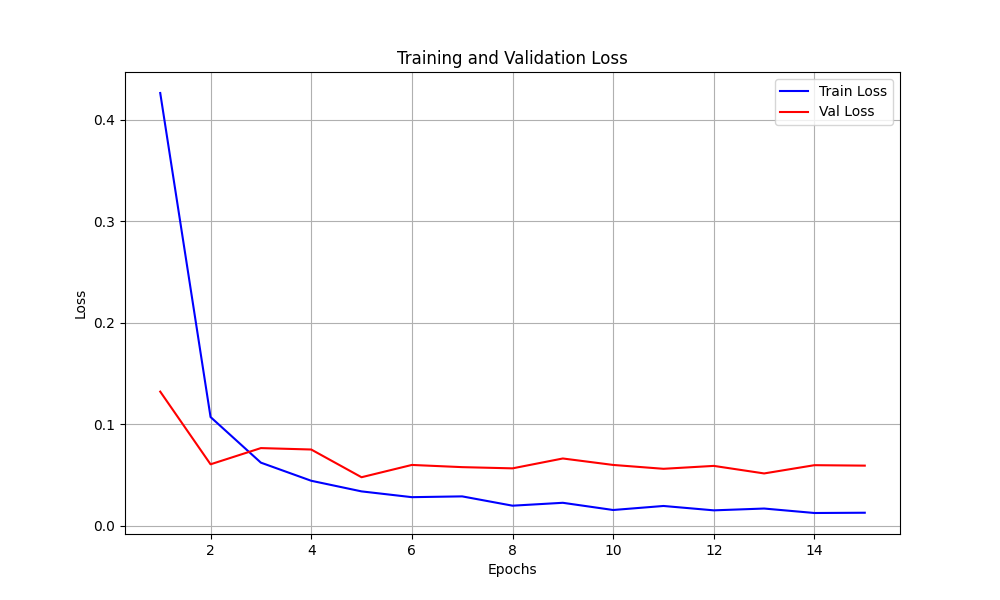 Training and Validation Loss
Train Loss
Val Loss
0.4
0.3
0.2
0.1
0.0
Loss
2 4 6 8 10 12 14
Epochs